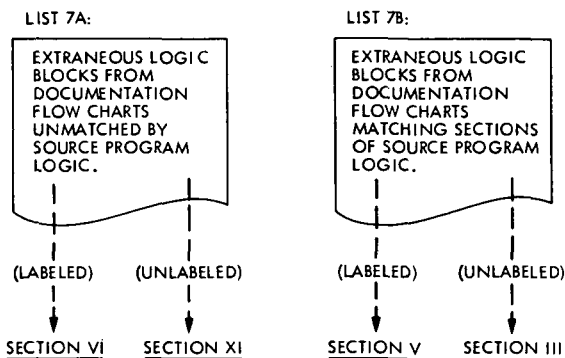 LIST 7A:
EXTRANEOUS LOGIC
BLOCKS FROM
DOCUMENTATION
FLOW CHARTS
UNMATCHED BY
SOURCE PROGRAM
LOGIC.
(LABELED) (UNLABELED)
SECTION VI SECTION XI
LIST 7B:
EXTRANEOUS LOGIC
BLOCKS FROM
DOCUMENTATION
FLOW CHARTS
MATCHING SECTIONS
OF SOURCE PROGRAM
LOGIC.
(LABELED) (UNLABELED)
SECTION V SECTION III